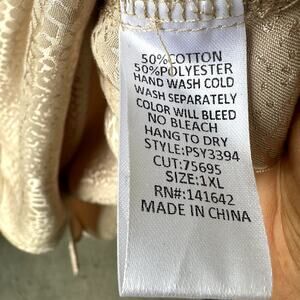 50%COTTON
50%POLYESTER
HAND WASH COLD
WASH SEPARATELY
COLOR WILL BLEED
NO BLEACH
HANG TO DRY
STYLE:PSY3394
CUT:75695
SIZE:1XL
RN#:141642
MADE IN CHINA